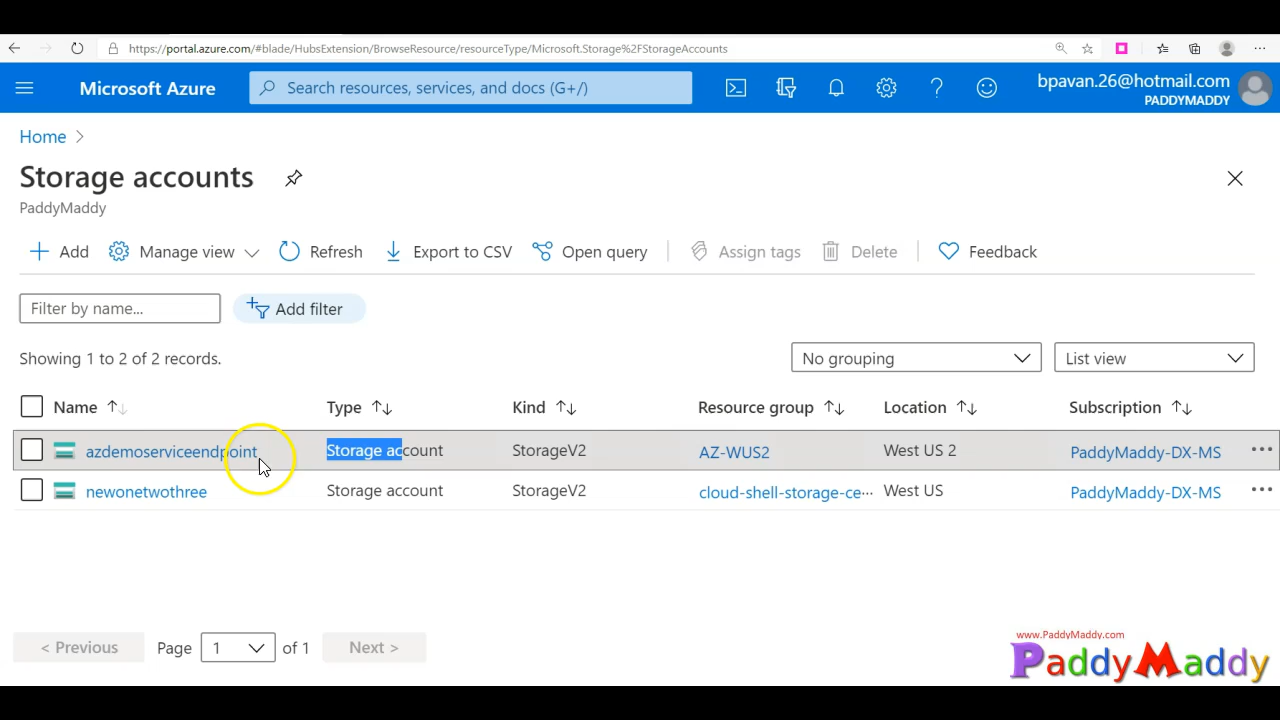 https://portal.azure.com/#blade/HubsExtension/BrowseResource/resourceType/Microsoft.Storage%2FStorageAccounts
Microsoft Azure
Search resources, services, and docs (G+/)
bpavan.26@hotmail.com
PADDYMADDY
Home
Storage accounts
PaddyMaddy
Add
Manage view
Refresh
Export to CSV
Open query
Assign tags
Delete
Feedback
Filter by name...
Add filter
Showing 1 to 2 of 2 records.
No grouping
List view
Name Type Kind Resource group Location Subscription
azdemoserviceendpoint Storage account StorageV2 AZ-WUS2 West US 2 PaddyMaddy-DX-MS ...
newonetwothree Storage account StorageV2 cloud-shell-storage-ce... West US PaddyMaddy-DX-MS ...
< Previous Page 1 of 1 Next >
www.PaddyMaddy.com
PaddyMaddy